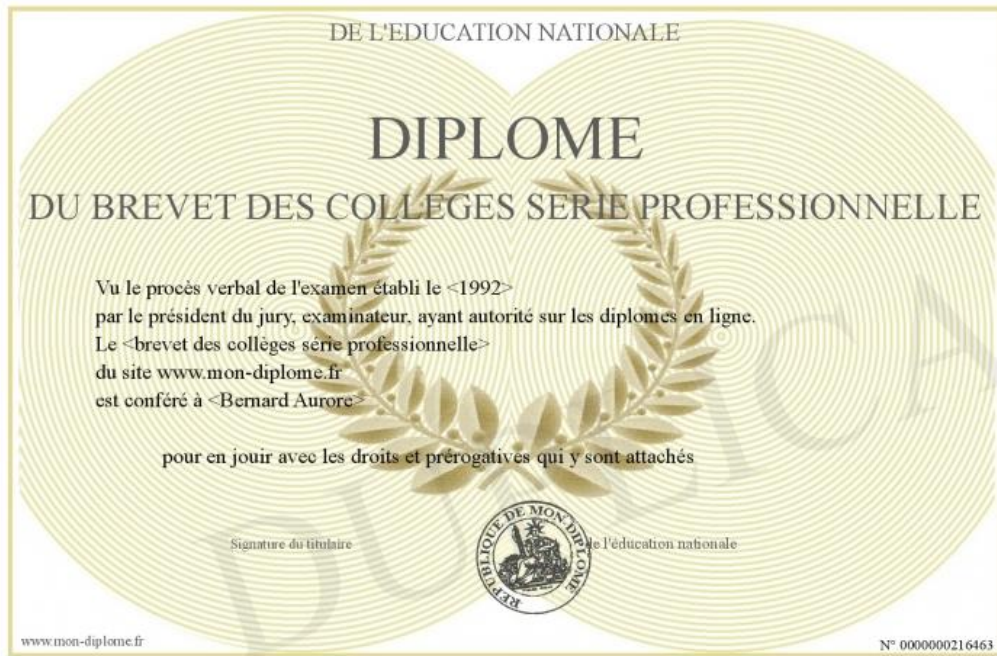 DE L'EDUCATION NATIONALE
DIPLOME
DU BREVET DES COLLEGES SERIE PROFESSIONNELLE
Vu le procès verbal de l'examen établi le <1992>
par le président du jury, examinateur, ayant autorité sur les diplomes en ligne.
Le <brevet des collèges série professionnelle>
du site www.mon-diplome.fr
est conféré à <Bernard Aurore>
pour en jouir avec les droits et prérogatives qui y sont attachés
Signature du titulaire
de l'éducation nationale
REPUBLIQUE DE MON DIPLOME
www.mon-diplome.fr
N° 0000000216463
DUPLICA